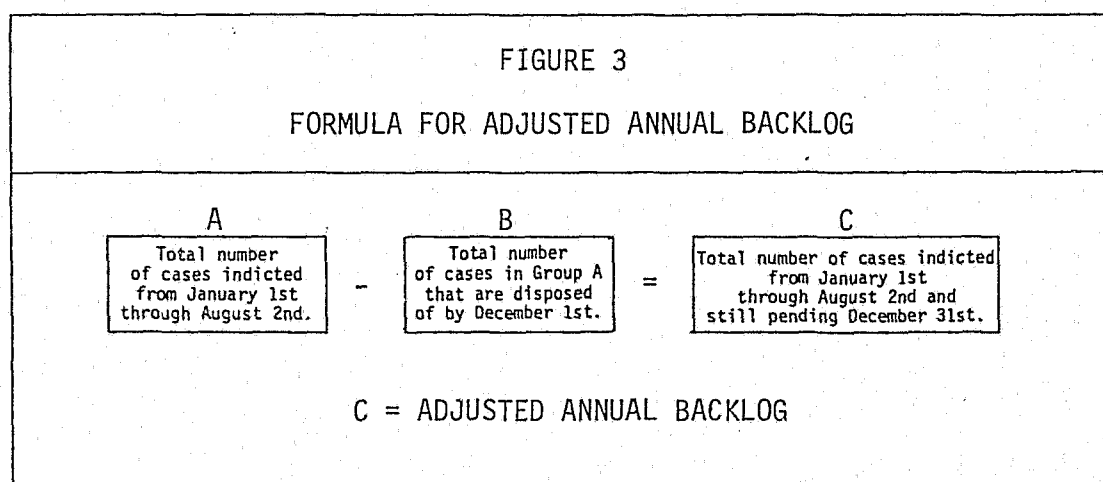 FIGURE 3
FORMULA FOR ADJUSTED ANNUAL BACKLOG
A
Total number
of cases indicted
from January 1st
through August 2nd.
-
B
Total number
of cases in Group A
that are disposed
of by December 1st.
=
C
Total number of cases indicted
from January 1st
through August 2nd and
still pending December 31st.
C = ADJUSTED ANNUAL BACKLOG